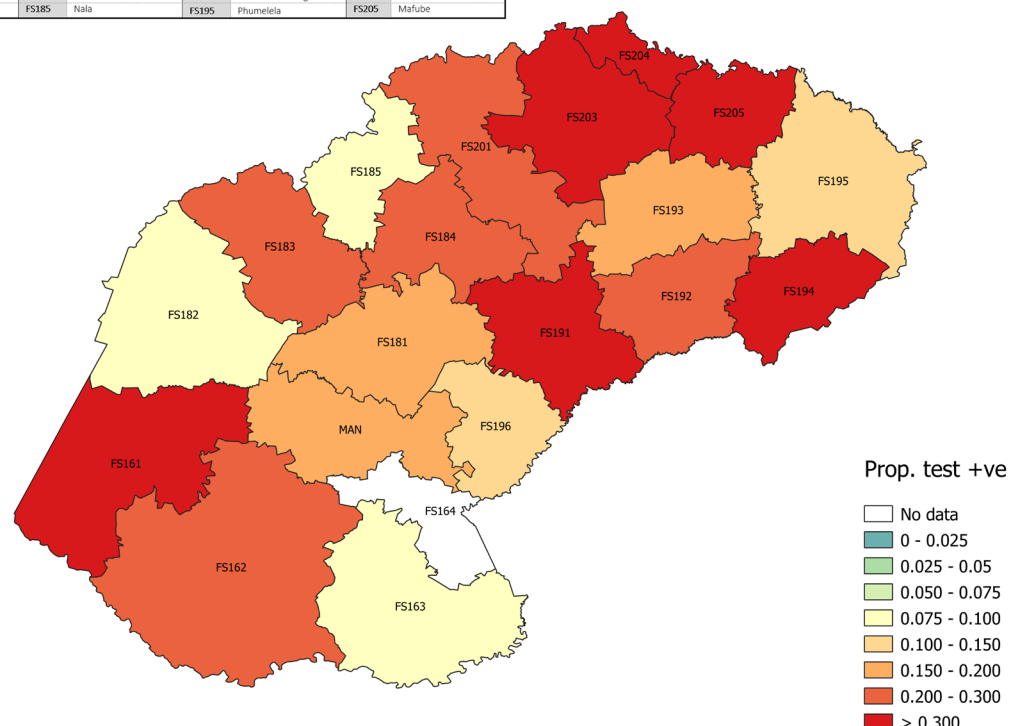 FS185 Nala FS195 Phumelela FS205 Mafube
FS204
FS203
FS205
FS201
FS185
FS195
FS193
FS184
FS183
FS194
FS192
FS182
FS191
FS181
FS196
MAN
FS161
FS164
FS162
FS163
Prop. test +ve
No data
0 - 0.025
0.025 - 0.05
0.050 - 0.075
0.075 - 0.100
0.100 - 0.150
0.150 - 0.200
0.200 - 0.300
> 0.300